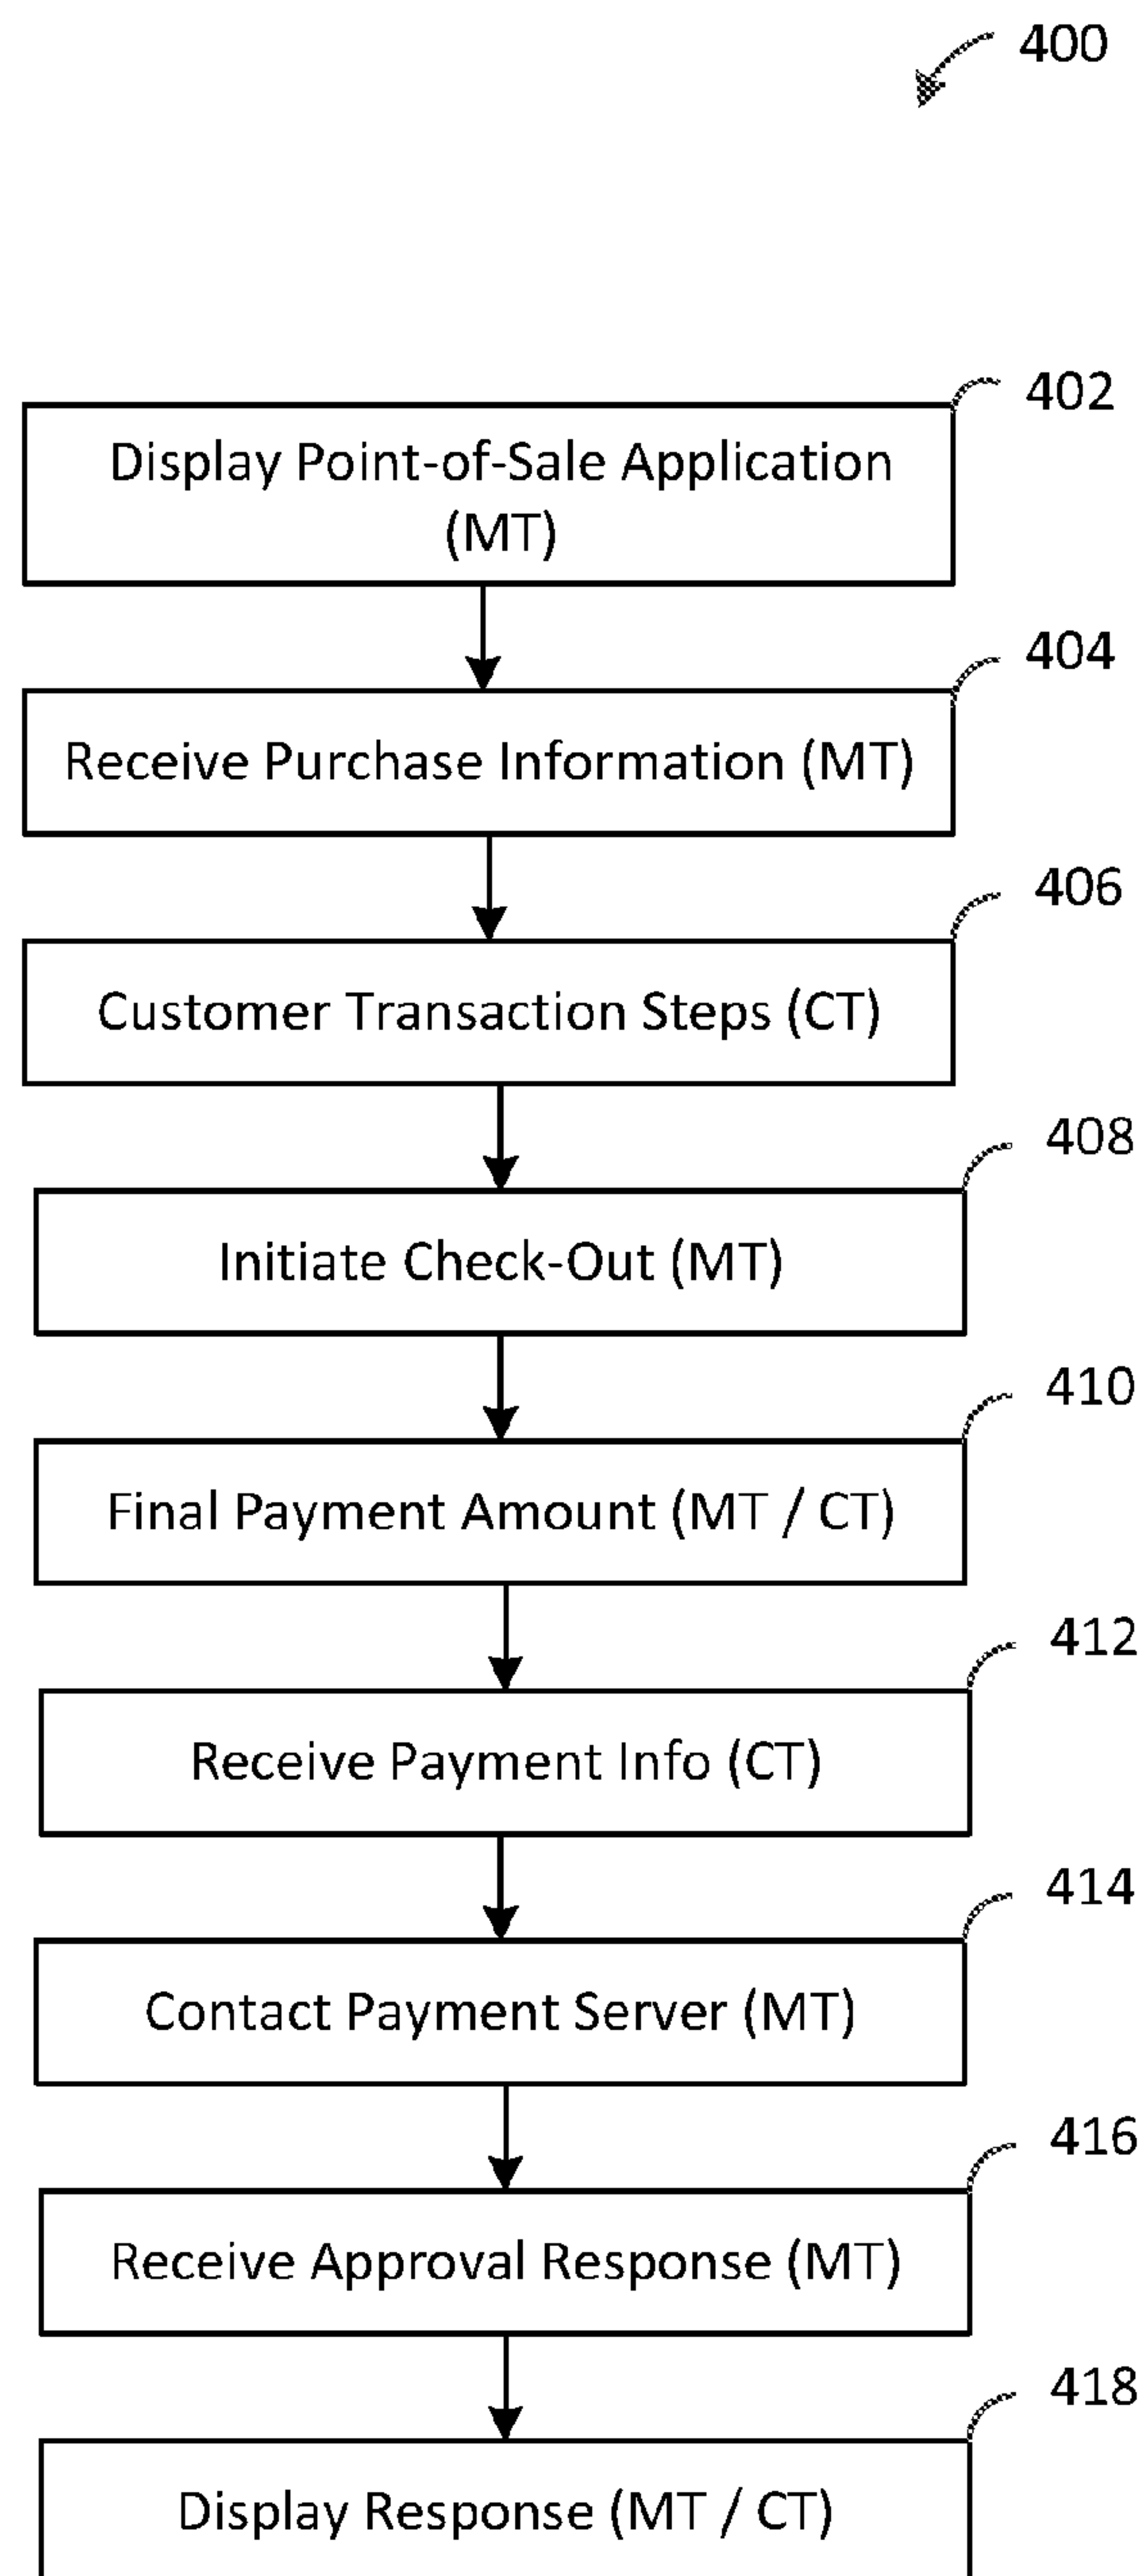 400
402
Display Point-of-Sale Application
(MT)
404
Receive Purchase Information (MT)
406
Customer Transaction Steps (CT)
408
Initiate Check-Out (MT)
410
Final Payment Amount (MT / CT)
412
Receive Payment Info (CT)
414
Contact Payment Server (MT)
416
Receive Approval Response (MT)
418
Display Response (MT / CT)